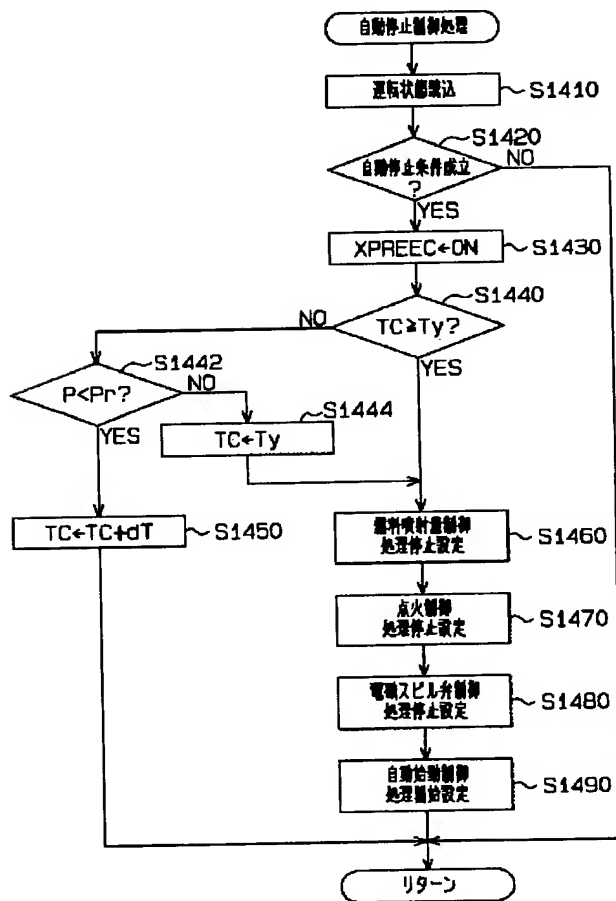 自動停止制御処理
運転状態読込
S1410
S1420
自動停止条件成立
?
NO
YES
XPREEC←ON
S1430
S1440
NO
TC≧Ty?
YES
S1442
P<Pr?
NO
S1444
YES
TC←Ty
TC←TC+dT
S1450
燃料噴射量制御
処理停止設定
S1460
点火制御
処理停止設定
S1470
電磁スピル弁制御
処理停止設定
S1480
自動始動制御
処理開始設定
S1490
リターン